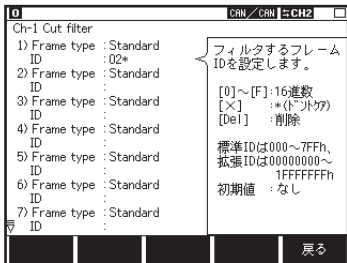 0 CAN/CAN ⇆CH2
Ch-1 Cut filter
1) Frame type :Standard
ID :02*
2) Frame type :Standard
ID :
3) Frame type :Standard
ID :
4) Frame type :Standard
ID :
5) Frame type :Standard
ID :
6) Frame type :Standard
ID :
7) Frame type :Standard
ID :
フィルタするフレーム
IDを設定します。
[0]~[F]:16進数
[×] :*(ドントケア)
[Del] :削除
標準IDは000~7FFh、
拡張IDは00000000~
1FFFFFFFh
初期値 :なし
戻る